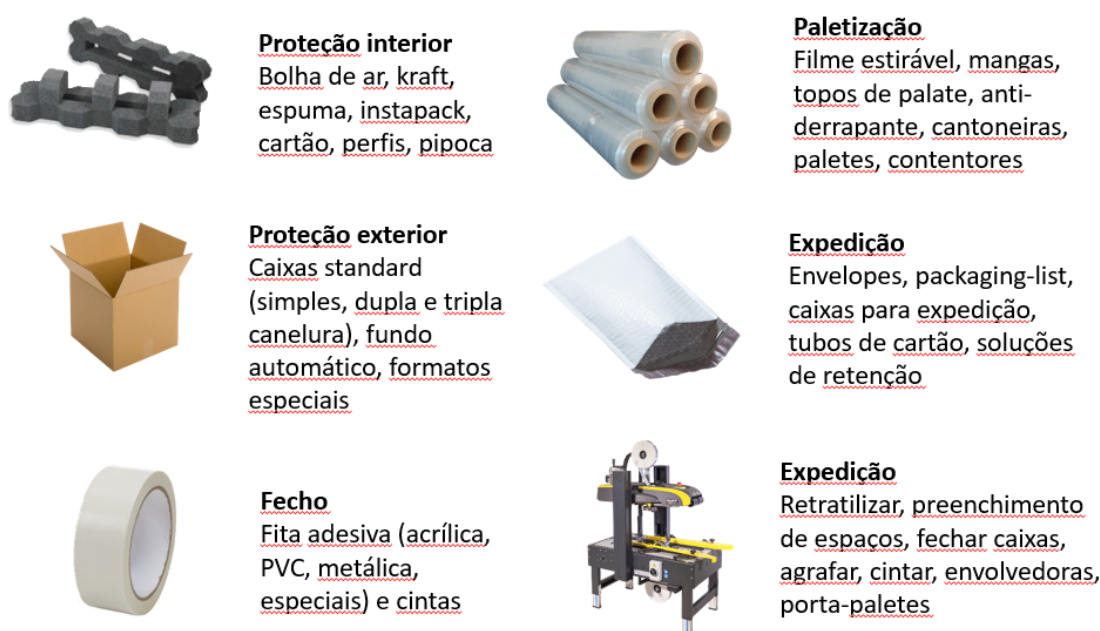 Proteção interior
Bolha de ar, kraft,
espuma, instapack,
cartão, perfis, pipoca
Paletização
Filme estirável, mangas,
topos de palate, anti-
derrapante, cantoneiras,
paletes, contentores
Proteção exterior
Caixas standard
(simples, dupla e tripla
canelura), fundo
automático, formatos
especiais
Expedição
Envelopes, packaging-list,
caixas para expedição,
tubos de cartão, soluções
de retenção
Fecho
Fita adesiva (acrílica,
PVC, metálica,
especiais) e cintas
Expedição
Retratilizar, preenchimento
de espaços, fechar caixas,
agrafar, cintar, envolvedoras,
porta-paletes